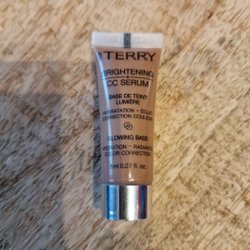 TERRY
BRIGHTENING
CC SERUM
BASE DE TEINT
LUMIÈRE
HYDRATATION – ÉCLAT
CORRECTION COULEUR
GLOWING BASE
HYDRATION – RADIANCE
COLOR CORRECTION
0.27 fl.oz.